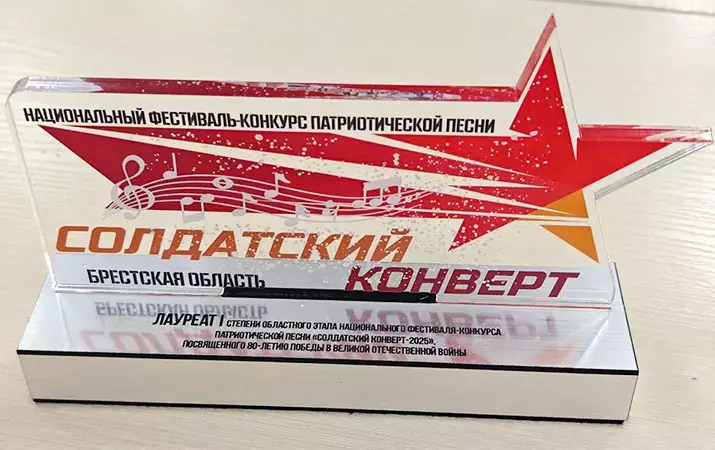 НАЦИОНАЛЬНЫЙ ФЕСТИВАЛЬ-КОНКУРС ПАТРИОТИЧЕСКОЙ ПЕСНИ
СОЛДАТСКИЙ
БРЕСТСКАЯ ОБЛАСТЬ КОНВЕРТ
ЛАУРЕАТ I СТЕПЕНИ ОБЛАСТНОГО ЭТАПА НАЦИОНАЛЬНОГО ФЕСТИВАЛЯ-КОНКУРСА
ПАТРИОТИЧЕСКОЙ ПЕСНИ «СОЛДАТСКИЙ КОНВЕРТ-2025»,
ПОСВЯЩЕННОГО 80-ЛЕТИЮ ПОБЕДЫ В ВЕЛИКОЙ ОТЕЧЕСТВЕННОЙ ВОЙНЫ